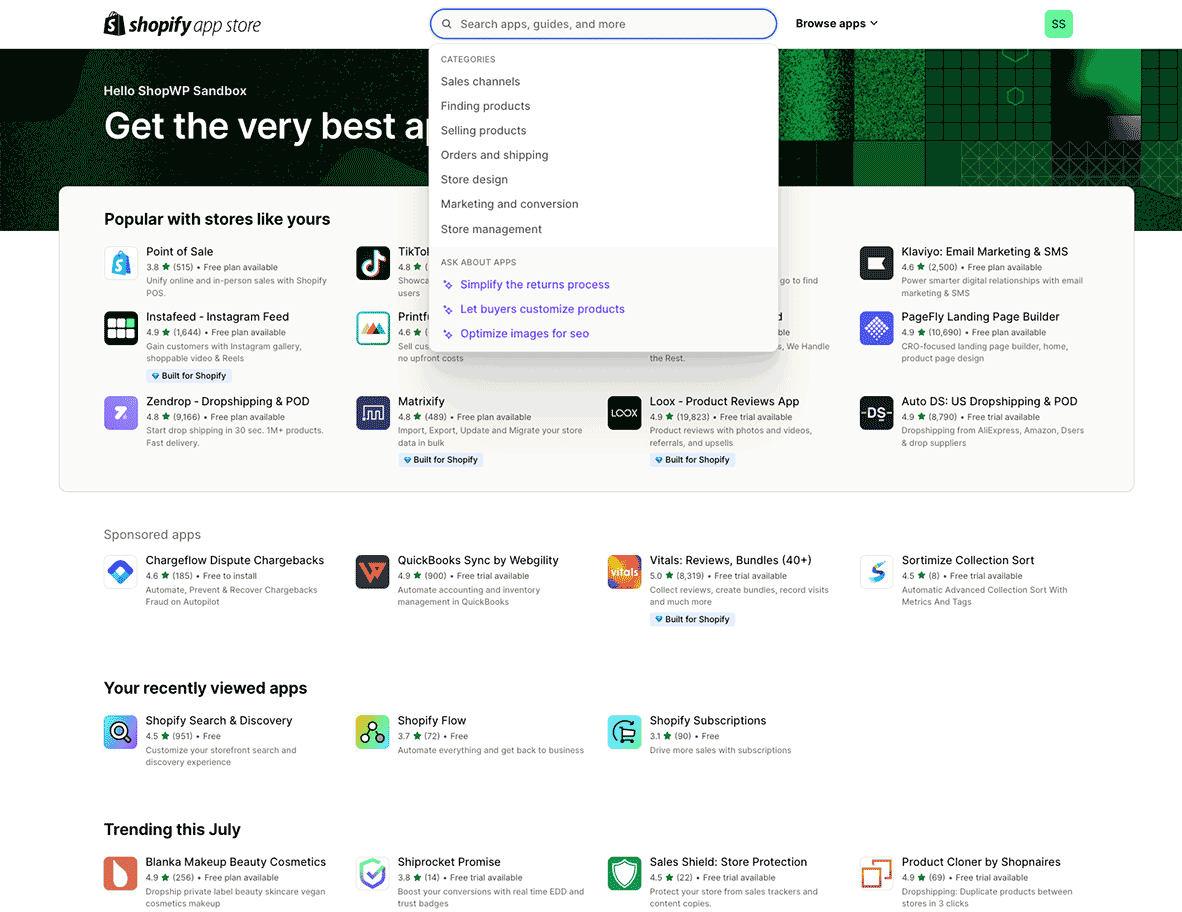 shopify app store
Search apps, guides, and more
Browse apps
SS
CATEGORIES
Sales channels
Finding products
Selling products
Orders and shipping
Store design
Marketing and conversion
Store management
ASK ABOUT APPS
Simplify the returns process
Let buyers customize products
Optimize images for seo
Hello ShopWP Sandbox
Get the very best
Popular with stores like yours
Point of Sale
3.8 ★ (515) • Free plan available
Unify online and in-person sales with Shopify
POS.
4.8 ★
users
Klaviyo: Email Marketing & SMS
4.6 ★ (2,500) • Free plan available
Power smarter digital relationships with email
marketing & SMS
go to find
Instafeed - Instagram Feed
4.9 ★ (1,644) • Free plan available
Gain customers with Instagram gallery,
shoppable video & Reels
Built for Shopify
4.6 ★
no upfront costs
s, We Handle
the Rest.
PageFly Landing Page Builder
4.9 ★ (10,690) • Free plan available
CRO-focused landing page builder, home,
product page design
Zendrop - Dropshipping & POD
4.8 ★ (9,166) • Free plan available
Start drop shipping in 30 sec. 1M+ products.
Fast delivery.
Matrixify
4.8 ★ (489) • Free plan available
Import, Export, Update and Migrate your store
data in bulk
Built for Shopify
LOOX
Loox - Product Reviews App
4.9 ★ (19,823) • Free trial available
Product reviews with photos and videos,
referrals, and upsells
Built for Shopify
-DS-
Auto DS: US Dropshipping & POD
4.9 ★ (8,790) • Free trial available
Dropshipping from AliExpress, Amazon, Dsers
& drop suppliers
Sponsored apps
Chargeflow Dispute Chargebacks
4.6 ★ (185) • Free to install
Automate, Prevent & Recover Chargebacks
Fraud on Autopilot
QuickBooks Sync by Webgility
4.9 ★ (900) • Free trial available
Automate accounting and inventory
management in QuickBooks
vitals
Vitals: Reviews, Bundles (40+)
5.0 ★ (8,319) • Free trial available
Collect reviews, create bundles, record visits
and much more
Built for Shopify
Sortimize Collection Sort
4.5 ★ (8) • Free trial available
Automatic Advanced Collection Sort With
Metrics And Tags
Your recently viewed apps
Shopify Search & Discovery
4.5 ★ (951) • Free
Customize your storefront search and
discovery experience
Shopify Flow
3.7 ★ (72) • Free
Automate everything and get back to business
Shopify Subscriptions
3.1 ★ (90) • Free
Drive more sales with subscriptions
Trending this July
Blanka Makeup Beauty Cosmetics
4.9 ★ (256) • Free plan available
Dropship private label beauty skincare vegan
cosmetics makeup
Shiprocket Promise
3.8 ★ (14) • Free trial available
Boost your conversions with real time EDD and
trust badges
Sales Shield: Store Protection
4.5 ★ (22) • Free trial available
Protect your store from sales trackers and
content copies.
Product Cloner by Shopnaires
4.9 ★ (69) • Free trial available
Dropshipping: Duplicate products between
stores in 3 clicks